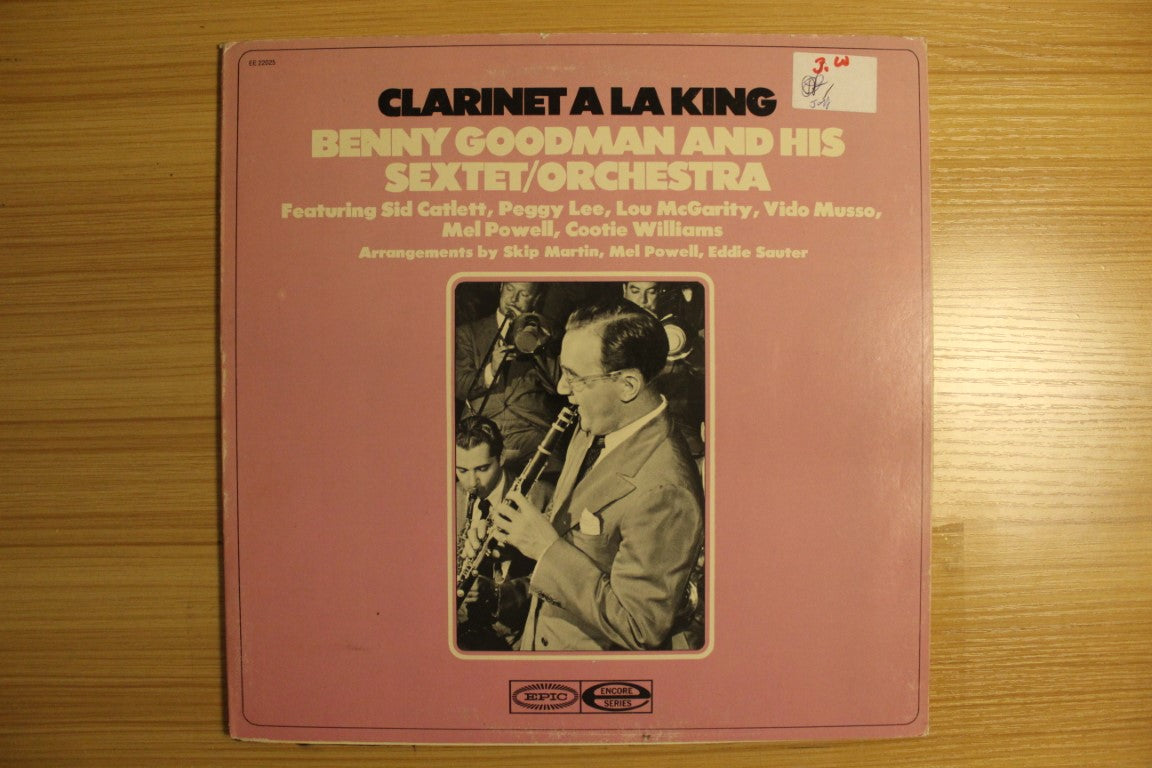 EE 22025
J.W
CLARINET A LA KING
BENNY GOODMAN AND HIS
SEXTET/ORCHESTRA
Featuring Sid Catlett, Peggy Lee, Lou McGarity, Vido Musso,
Mel Powell, Cootie Williams
Arrangements by Skip Martin, Mel Powell, Eddie Sauter
EPIC
ENCORE
SERIES